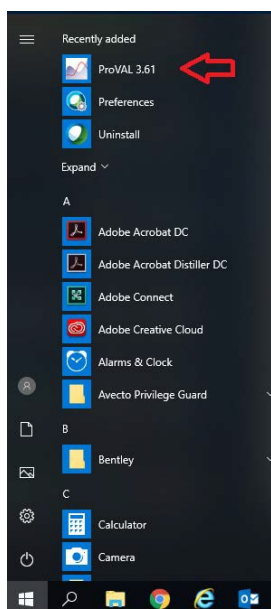 Recently added
ProVAL 3.61
Preferences
Uninstall
Expand
A
Adobe Acrobat DC
Adobe Acrobat Distiller DC
Adobe Connect
Adobe Creative Cloud
Alarms & Clock
Avecto Privilege Guard
B
Bentley
C
Calculator
Camera